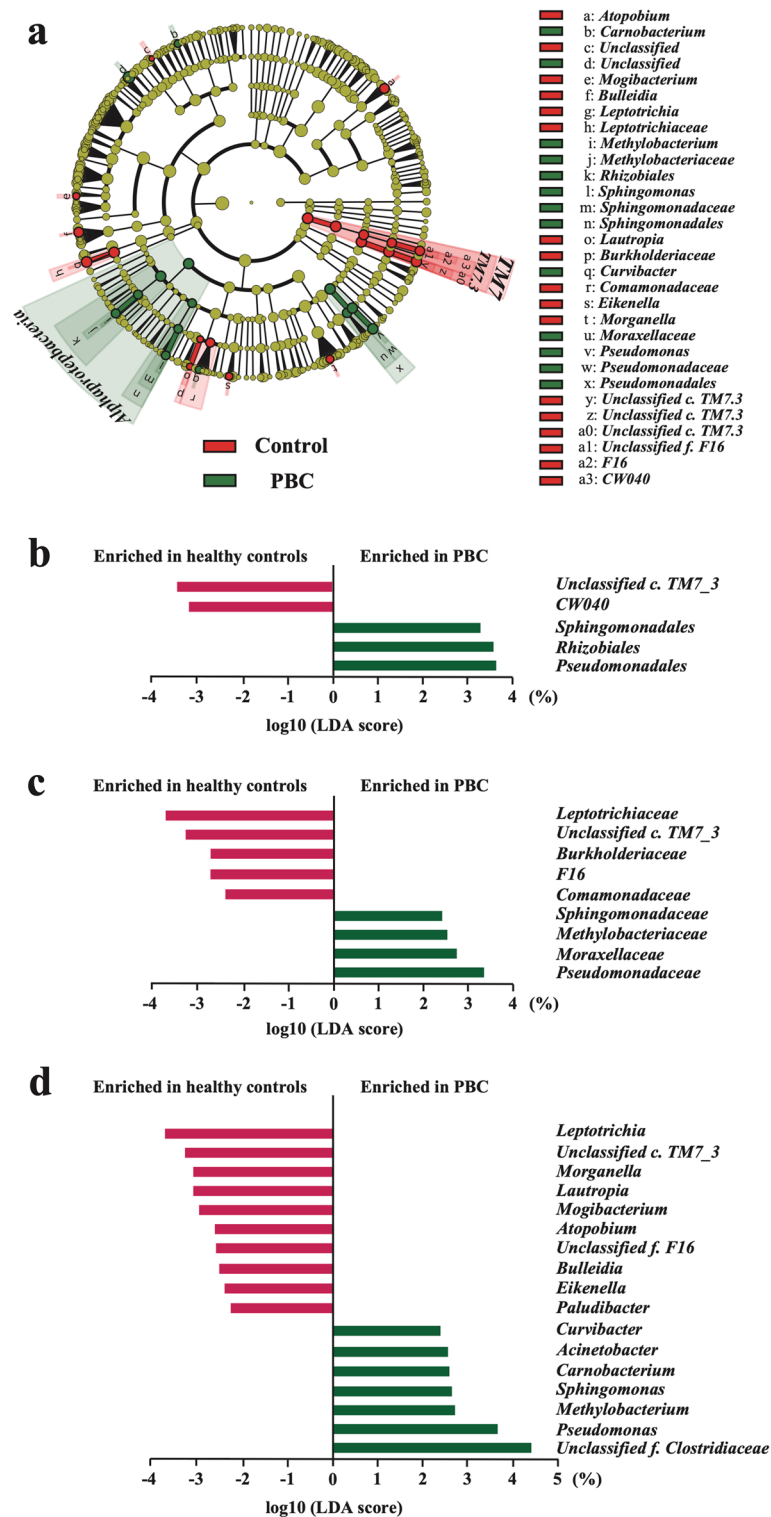 a
a: Atopobium
b: Carnobacterium
c: Unclassified
d: Unclassified
e: Mogibacterium
f: Bulleidia
g: Leptotrichia
h: Leptotrichiaceae
i: Methylobacterium
j: Methylobacteriaceae
k: Rhizobiales
l: Sphingomonas
m: Sphingomonadaceae
n: Sphingomonadales
o: Lautropia
p: Burkholderiaceae
q: Curvibacter
r: Comamonadaceae
s: Eikenella
t : Morganella
u: Moraxellaceae
v: Pseudomonas
w: Pseudomonadaceae
x: Pseudomonadales
y: Unclassified c. TM7.3
z: Unclassified c. TM7.3
a0: Unclassified c. TM7.3
a1: Unclassified f. F16
a2: F16
a3: CW040
a
b
c
d
e
f
g
h
k
m
n
o
p
r
s
t
v
w u
x
a1 y
a2 z
a3 a0
TM7.3
TM7
Alphaproteobacteria
Control
PBC
b
Enriched in healthy controls Enriched in PBC
Unclassified c. TM7_3
CW040
Sphingomonadales
Rhizobiales
Pseudomonadales
-4 -3 -2 -1 0 1 2 3 4 (%)
log10 (LDA score)
c
Enriched in healthy controls Enriched in PBC
Leptotrichiaceae
Unclassified c. TM7_3
Burkholderiaceae
F16
Comamonadaceae
Sphingomonadaceae
Methylobacteriaceae
Moraxellaceae
Pseudomonadaceae
-4 -3 -2 -1 0 1 2 3 4 (%)
log10 (LDA score)
d
Enriched in healthy controls Enriched in PBC
Leptotrichia
Unclassified c. TM7_3
Morganella
Lautropia
Mogibacterium
Atopobium
Unclassified f. F16
Bulleidia
Eikenella
Paludibacter
Curvibacter
Acinetobacter
Carnobacterium
Sphingomonas
Methylobacterium
Pseudomonas
Unclassified f. Clostridiaceae
-4 -3 -2 -1 0 1 2 3 4 5 (%)
log10 (LDA score)